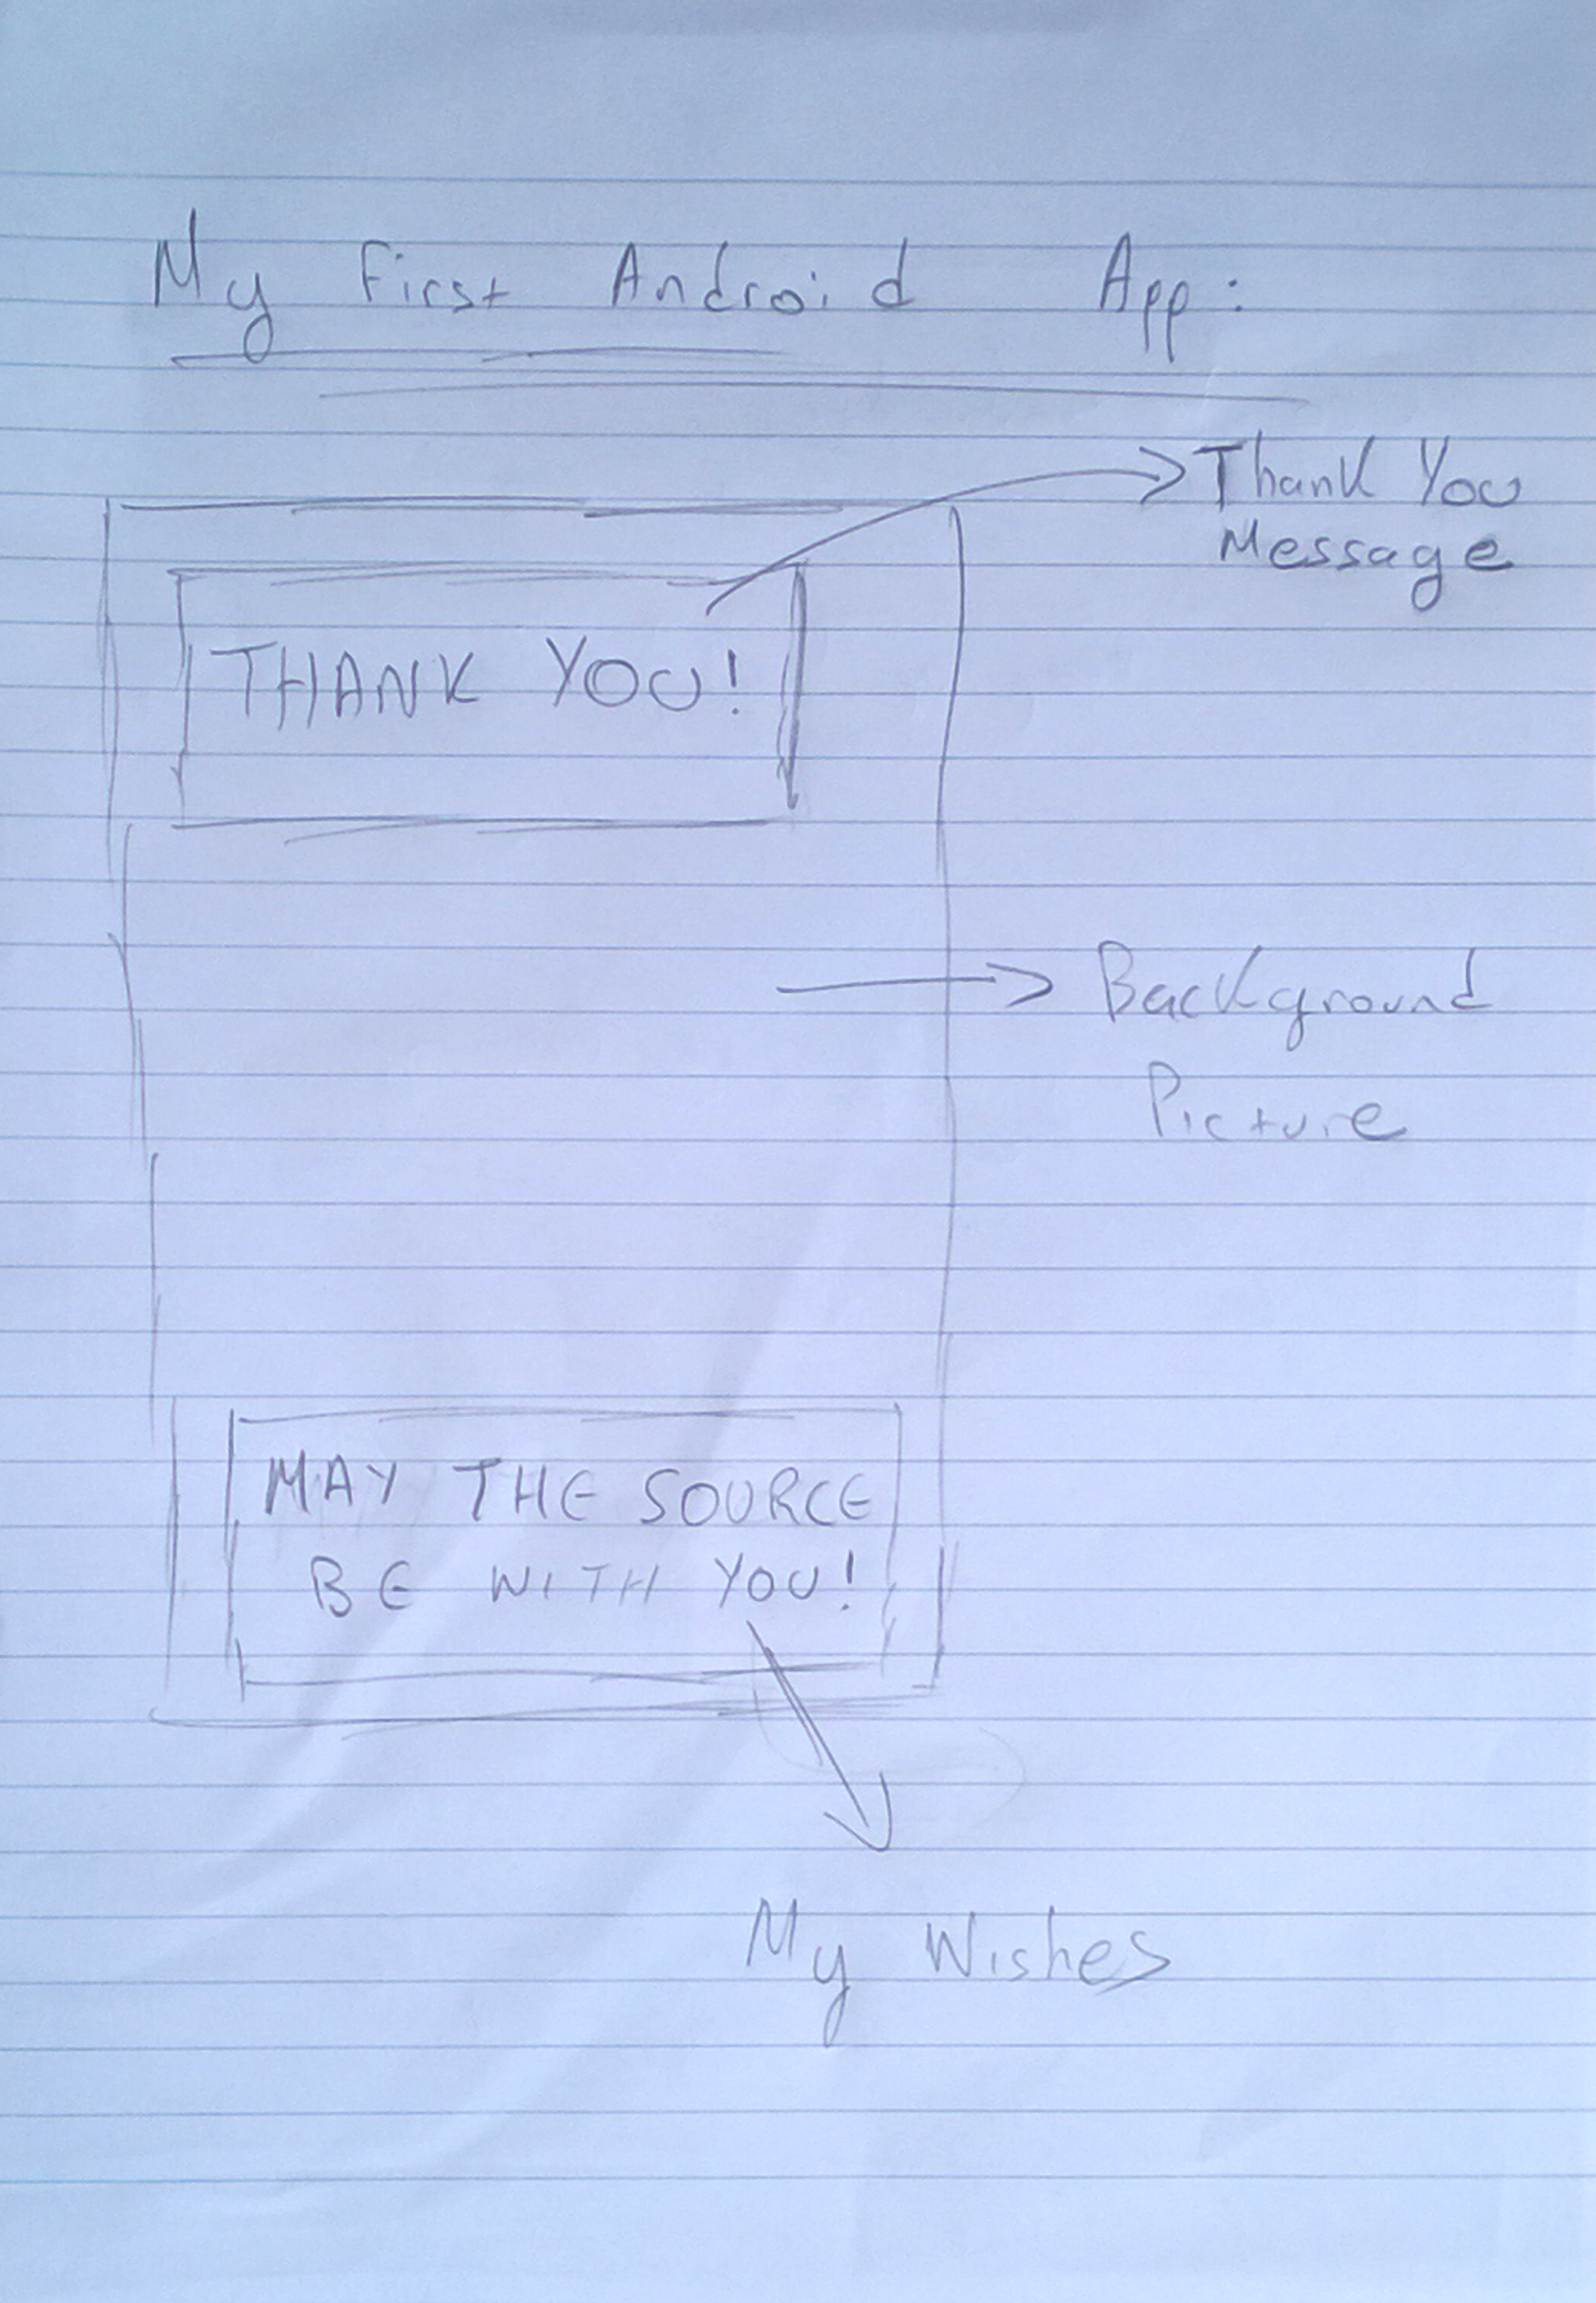 My First Android App:
Thank You
Message
THANK YOU!
Background
Picture
MAY THE SOURCE
BE WITH YOU!
My Wishes